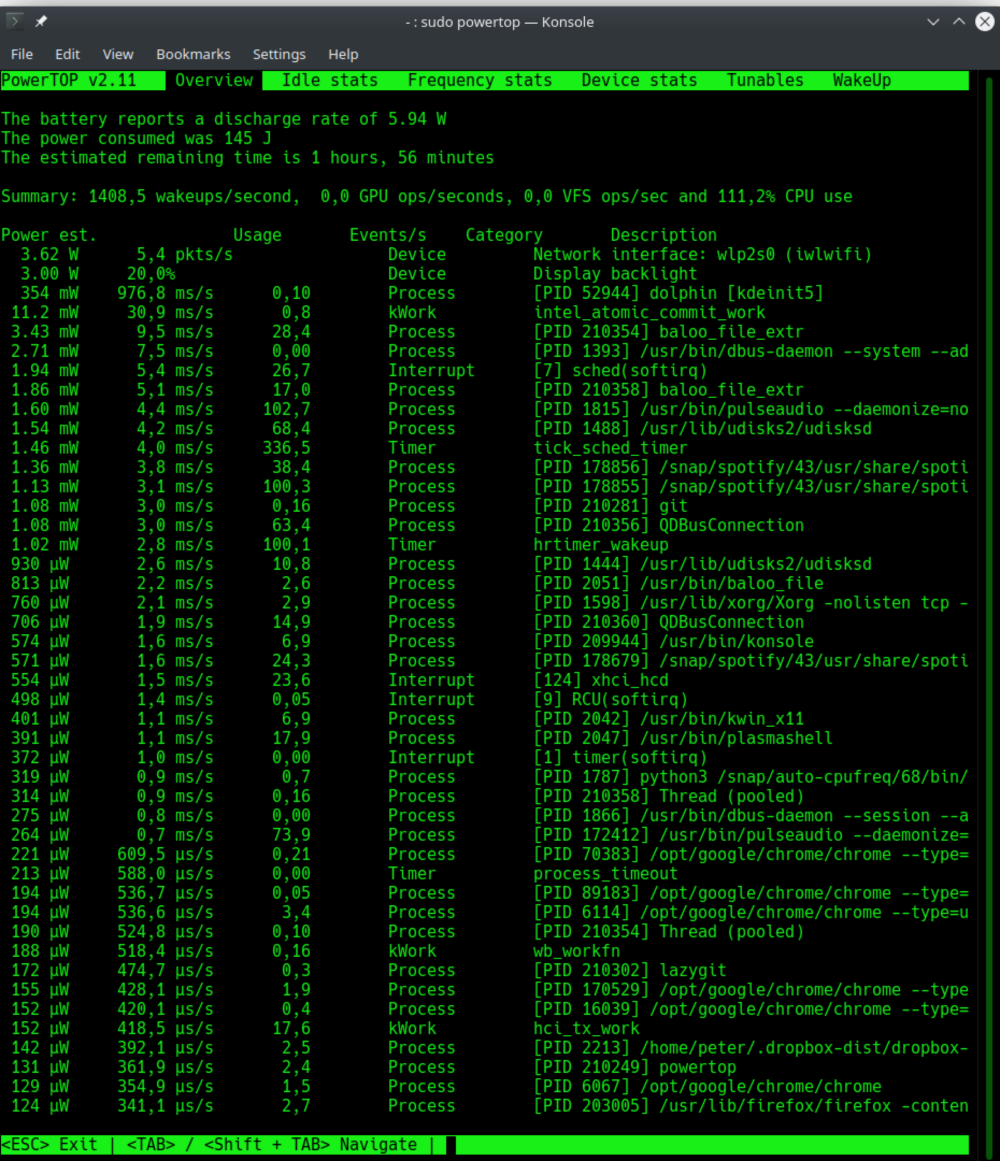 - : sudo powertop — Konsole
File Edit View Bookmarks Settings Help
PowerTOP v2.11 Overview Idle stats Frequency stats Device stats Tunables WakeUp
The battery reports a discharge rate of 5.94 W
The power consumed was 145 J
The estimated remaining time is 1 hours, 56 minutes
Summary: 1408,5 wakeups/second, 0,0 GPU ops/seconds, 0,0 VFS ops/sec and 111,2% CPU use
Power est. Usage Events/s Category Description
3.62 W 5,4 pkts/s Device Network interface: wlp2s0 (iwlwifi)
3.00 W 20,0% Device Display backlight
354 mW 976,8 ms/s 0,10 Process [PID 52944] dolphin [kdeinit5]
11.2 mW 30,9 ms/s 0,8 kWork intel_atomic_commit_work
3.43 mW 9,5 ms/s 28,4 Process [PID 210354] baloo_file_extr
2.71 mW 7,5 ms/s 0,00 Process [PID 1393] /usr/bin/dbus-daemon --system --ad
1.94 mW 5,4 ms/s 26,7 Interrupt [7] sched(softirq)
1.86 mW 5,1 ms/s 17,0 Process [PID 210358] baloo_file_extr
1.60 mW 4,4 ms/s 102,7 Process [PID 1815] /usr/bin/pulseaudio --daemonize=no
1.54 mW 4,2 ms/s 68,4 Process [PID 1488] /usr/lib/udisks2/udisksd
1.46 mW 4,0 ms/s 336,5 Timer tick_sched_timer
1.36 mW 3,8 ms/s 38,4 Process [PID 178856] /snap/spotify/43/usr/share/spoti
1.13 mW 3,1 ms/s 100,3 Process [PID 178855] /snap/spotify/43/usr/share/spoti
1.08 mW 3,0 ms/s 0,16 Process [PID 210281] git
1.08 mW 3,0 ms/s 63,4 Process [PID 210356] QDBusConnection
1.02 mW 2,8 ms/s 100,1 Timer hrtimer_wakeup
930 µW 2,6 ms/s 10,8 Process [PID 1444] /usr/lib/udisks2/udisksd
813 µW 2,2 ms/s 2,6 Process [PID 2051] /usr/bin/baloo_file
760 µW 2,1 ms/s 2,9 Process [PID 1598] /usr/lib/xorg/Xorg -nolisten tcp -
706 µW 1,9 ms/s 14,9 Process [PID 210360] QDBusConnection
574 µW 1,6 ms/s 6,9 Process [PID 209944] /usr/bin/konsole
571 µW 1,6 ms/s 24,3 Process [PID 178679] /snap/spotify/43/usr/share/spoti
554 µW 1,5 ms/s 23,6 Interrupt [124] xhci_hcd
498 µW 1,4 ms/s 0,05 Interrupt [9] RCU(softirq)
401 µW 1,1 ms/s 6,9 Process [PID 2042] /usr/bin/kwin_x11
391 µW 1,1 ms/s 17,9 Process [PID 2047] /usr/bin/plasmashell
372 µW 1,0 ms/s 0,00 Interrupt [1] timer(softirq)
319 µW 0,9 ms/s 0,7 Process [PID 1787] python3 /snap/auto-cpufreq/68/bin/
314 µW 0,9 ms/s 0,16 Process [PID 210358] Thread (pooled)
275 µW 0,8 ms/s 0,00 Process [PID 1866] /usr/bin/dbus-daemon --session --a
264 µW 0,7 ms/s 73,9 Process [PID 172412] /usr/bin/pulseaudio --daemonize=
221 µW 609,5 µs/s 0,21 Process [PID 70383] /opt/google/chrome/chrome --type=
213 µW 588,0 µs/s 0,00 Timer process_timeout
194 µW 536,7 µs/s 0,05 Process [PID 89183] /opt/google/chrome/chrome --type=
194 µW 536,6 µs/s 3,4 Process [PID 6114] /opt/google/chrome/chrome --type=u
190 µW 524,8 µs/s 0,10 Process [PID 210354] Thread (pooled)
188 µW 518,4 µs/s 0,16 kWork wb_workfn
172 µW 474,7 µs/s 0,3 Process [PID 210302] lazygit
155 µW 428,1 µs/s 1,9 Process [PID 170529] /opt/google/chrome/chrome --type
152 µW 420,1 µs/s 0,4 Process [PID 16039] /opt/google/chrome/chrome --type=
152 µW 418,5 µs/s 17,6 kWork hci_tx_work
142 µW 392,1 µs/s 2,5 Process [PID 2213] /home/peter/.dropbox-dist/dropbox-
131 µW 361,9 µs/s 2,4 Process [PID 210249] powertop
129 µW 354,9 µs/s 1,5 Process [PID 6067] /opt/google/chrome/chrome
124 µW 341,1 µs/s 2,7 Process [PID 203005] /usr/lib/firefox/firefox -conten
<ESC> Exit | <TAB> / <Shift + TAB> Navigate |